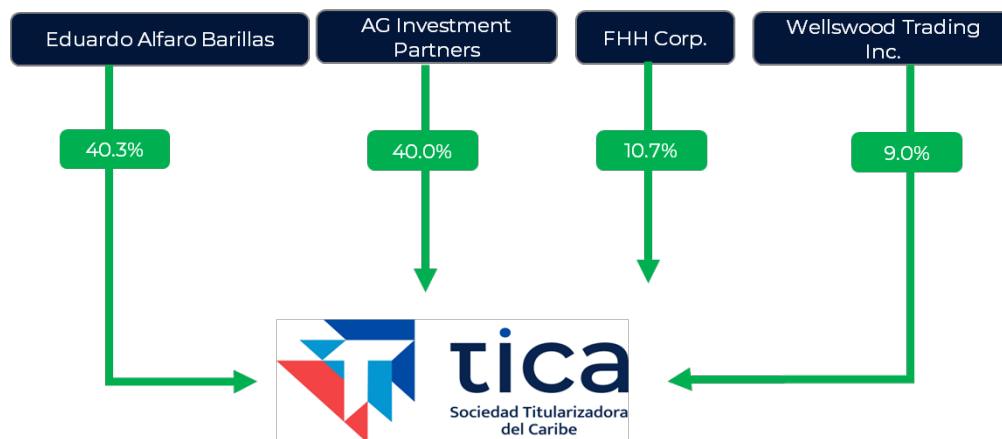 Eduardo Alfaro Barillas
AG Investment
Partners
FHH Corp.
Wellswood Trading
Inc.
40.3%
40.0%
10.7%
9.0%
tica
Sociedad Titularizadora
del Caribe